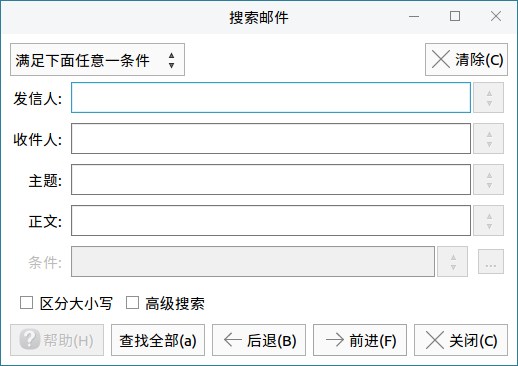 搜索邮件
满足下面任意一条件
清除(C)
发信人:
收件人:
主题:
正文:
条件:
...
区分大小写 高级搜索
帮助(H) 查找全部(a) 后退(B) 前进(F) 关闭(C)